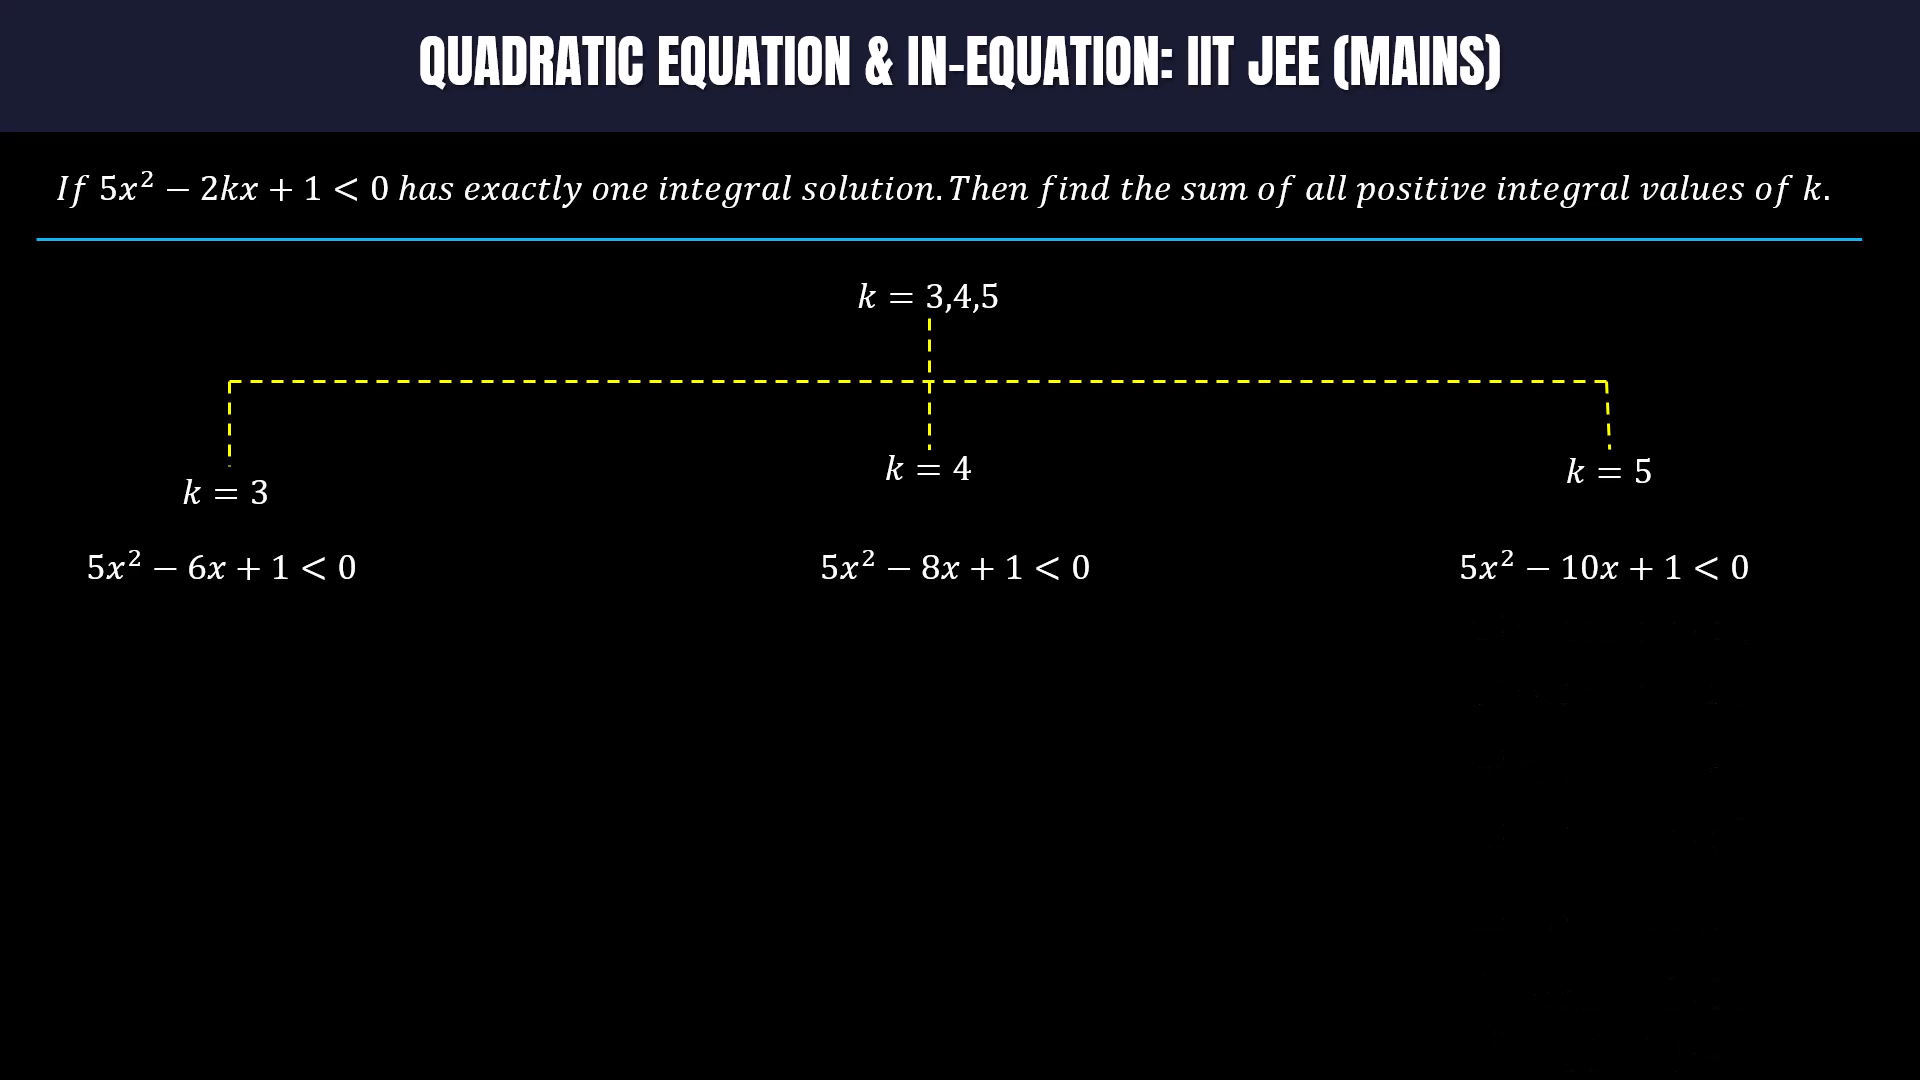 QUADRATIC EQUATION & IN-EQUATION: IIT JEE (MAINS)
If 5x² − 2kx + 1 < 0 has exactly one integral solution. Then find the sum of all positive integral values of k.
k = 3,4,5
k = 3
k = 4
k = 5
5x² − 6x + 1 < 0
5x² − 8x + 1 < 0
5x² − 10x + 1 < 0